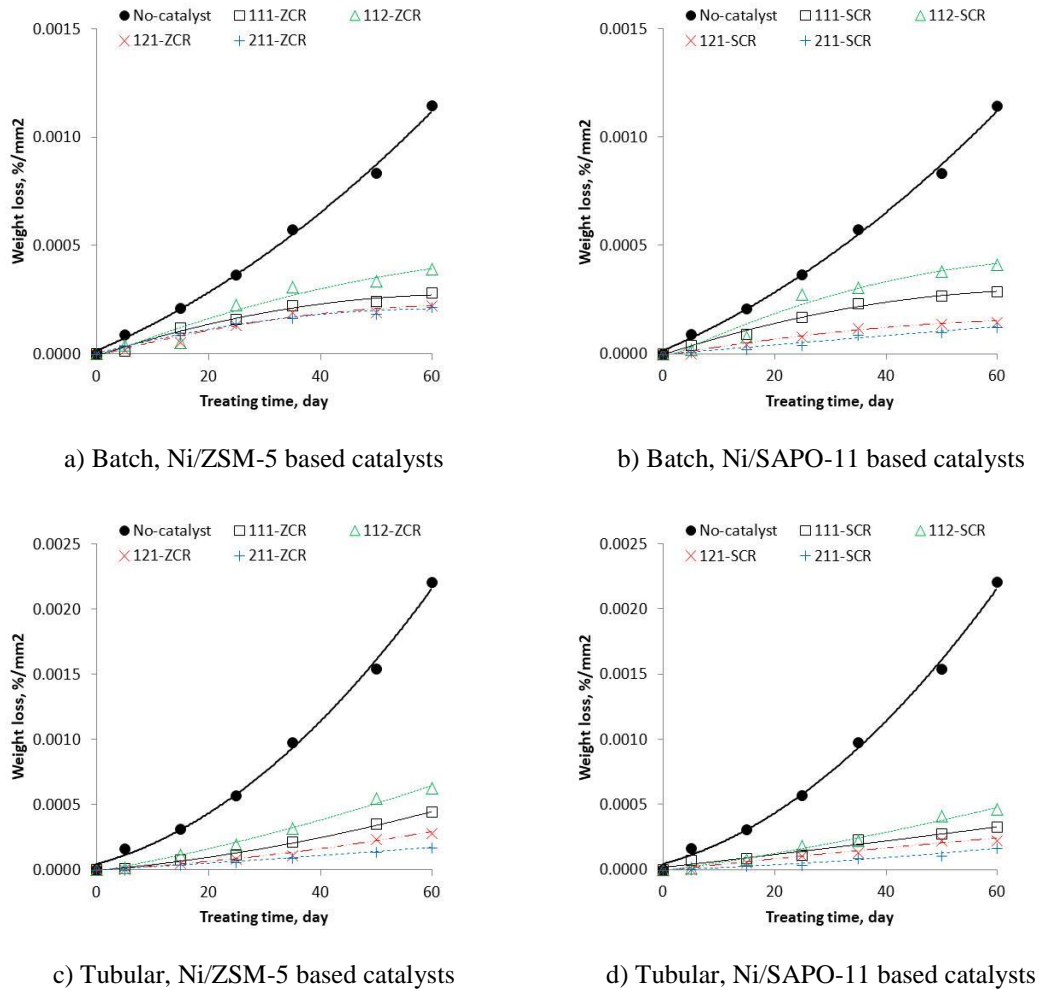 No-catalyst 111-ZCR 112-ZCR
121-ZCR 211-ZCR
0.0015
0.0010
0.0005
0.0000
Weight loss, %/mm2
0 20 40 60
Treating time, day
a) Batch, Ni/ZSM-5 based catalysts
No-catalyst 111-SCR 112-SCR
121-SCR 211-SCR
0.0015
0.0010
0.0005
0.0000
Weight loss, %/mm2
0 20 40 60
Treating time, day
b) Batch, Ni/SAPO-11 based catalysts
No-catalyst 111-ZCR 112-ZCR
121-ZCR 211-ZCR
0.0025
0.0020
0.0015
0.0010
0.0005
0.0000
Weight loss, %/mm2
0 20 40 60
Treating time, day
c) Tubular, Ni/ZSM-5 based catalysts
No-catalyst 111-SCR 112-SCR
121-SCR 211-SCR
0.0025
0.0020
0.0015
0.0010
0.0005
0.0000
Weight loss, %/mm2
0 20 40 60
Treating time, day
d) Tubular, Ni/SAPO-11 based catalysts